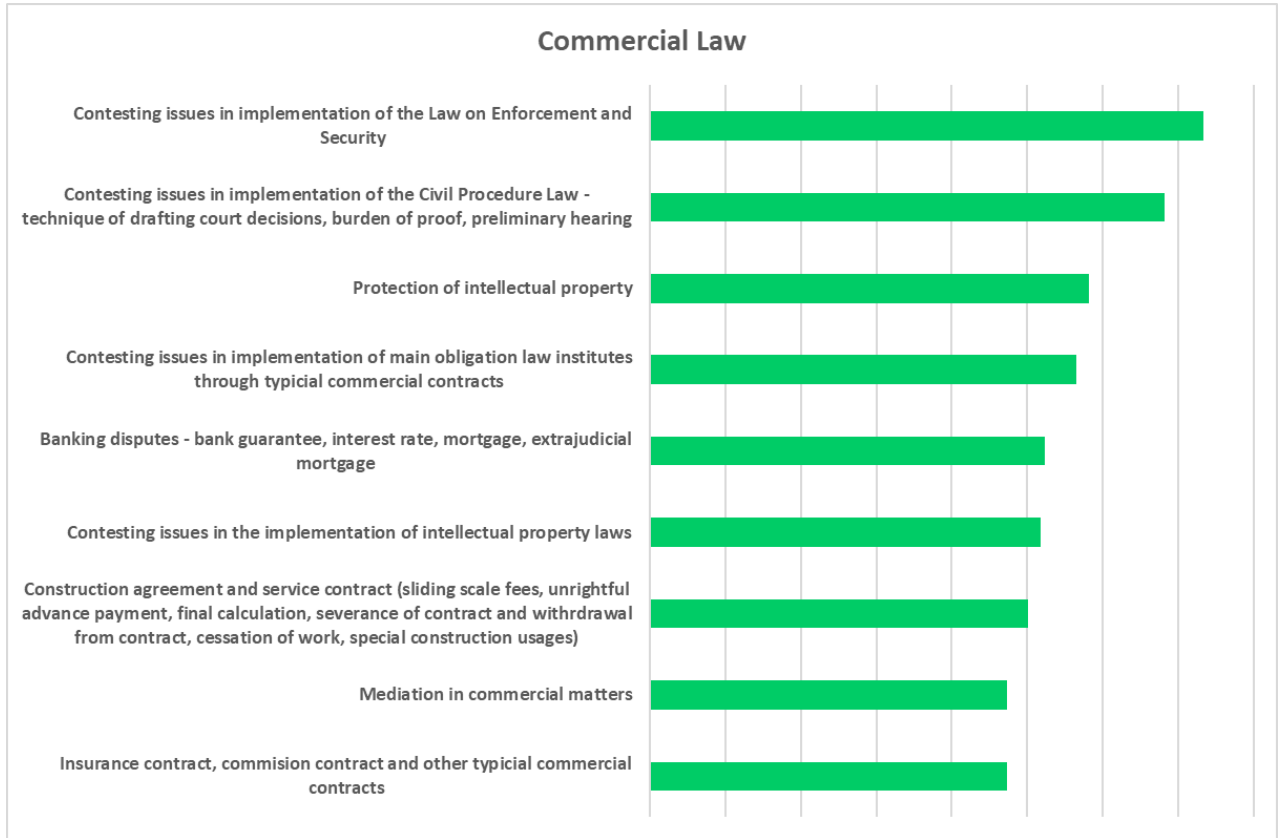 Commercial Law
Contesting issues in implementation of the Law on Enforcement and
Security
Contesting issues in implementation of the Civil Procedure Law -
technique of drafting court decisions, burden of proof, preliminary hearing
Protection of intellectual property
Contesting issues in implementation of main obligation law institutes
through typicial commercial contracts
Banking disputes - bank guarantee, interest rate, mortgage, extrajudicial
mortgage
Contesting issues in the implementation of intellectual property laws
Construction agreement and service contract (sliding scale fees, unrightful
advance payment, final calculation, severance of contract and withrdrawal
from contract, cessation of work, special construction usages)
Mediation in commercial matters
Insurance contract, commision contract and other typicial commercial
contracts